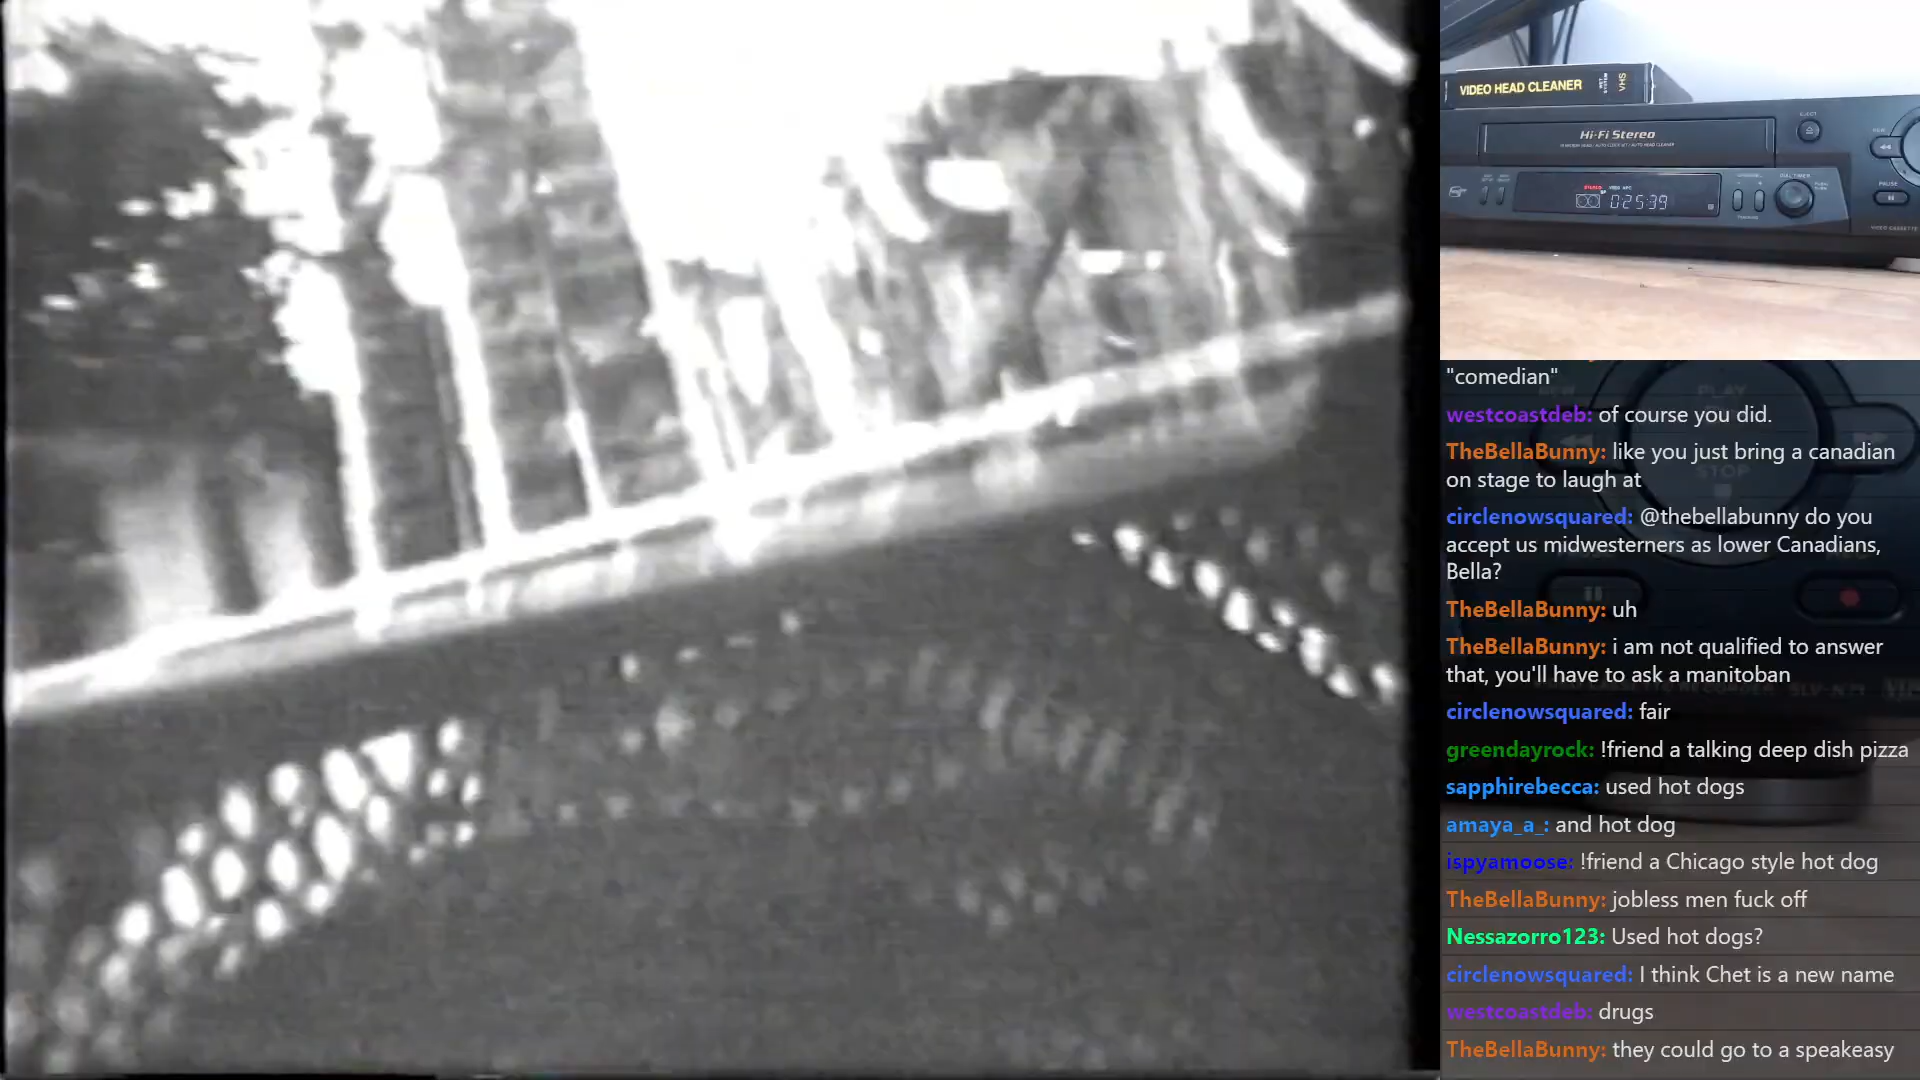 VIDEO HEAD CLEANER
VHS
Hi-Fi Stereo
EJECT
0:25:39
PAUSE
"comedian"
westcoastdeb: of course you did.
TheBellaBunny: like you just bring a canadian
on stage to laugh at
circlenowsquared: @thebellabunny do you
accept us midwesterners as lower Canadians,
Bella?
TheBellaBunny: uh
TheBellaBunny: i am not qualified to answer
that, you'll have to ask a manitoban
circlenowsquared: fair
greendayrock: !friend a talking deep dish pizza
sapphirebecca: used hot dogs
amaya_a_: and hot dog
ispyamoose: !friend a Chicago style hot dog
TheBellaBunny: jobless men fuck off
Nessazorro123: Used hot dogs?
circlenowsquared: I think Chet is a new name
westcoastdeb: drugs
TheBellaBunny: they could go to a speakeasy
PLAY
STOP